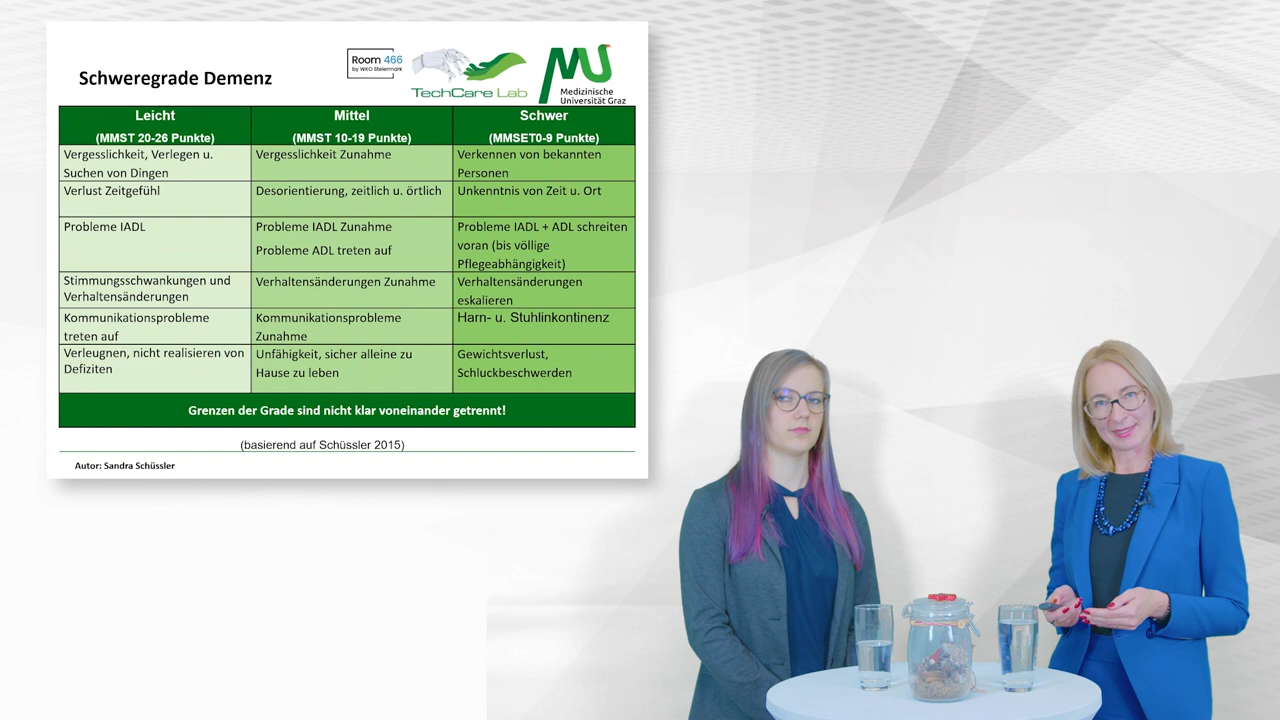 Schweregrade Demenz
Room 466
by WKO Steiermark
TechCare Lab
Medizinische
Universität Graz
Leicht
(MMST 20-26 Punkte)
Mittel
(MMST 10-19 Punkte)
Schwer
(MMSET0-9 Punkte)
Vergesslichkeit, Verlegen u.
Suchen von Dingen
Vergesslichkeit Zunahme
Verkennen von bekannten
Personen
Verlust Zeitgefühl
Desorientierung, zeitlich u. örtlich
Unkenntnis von Zeit u. Ort
Probleme IADL
Probleme IADL Zunahme
Probleme ADL treten auf
Probleme IADL + ADL schreiten
voran (bis völlige
Pflegeabhängigkeit)
Stimmungsschwankungen und
Verhaltensänderungen
Verhaltensänderungen Zunahme
Verhaltensänderungen
eskalieren
Kommunikationsprobleme
treten auf
Kommunikationsprobleme
Zunahme
Harn- u. Stuhlinkontinenz
Verleugnen, nicht realisieren von
Defiziten
Unfähigkeit, sicher alleine zu
Hause zu leben
Gewichtsverlust,
Schluckbeschwerden
Grenzen der Grade sind nicht klar voneinander getrennt!
(basierend auf Schüssler 2015)
Autor: Sandra Schüssler